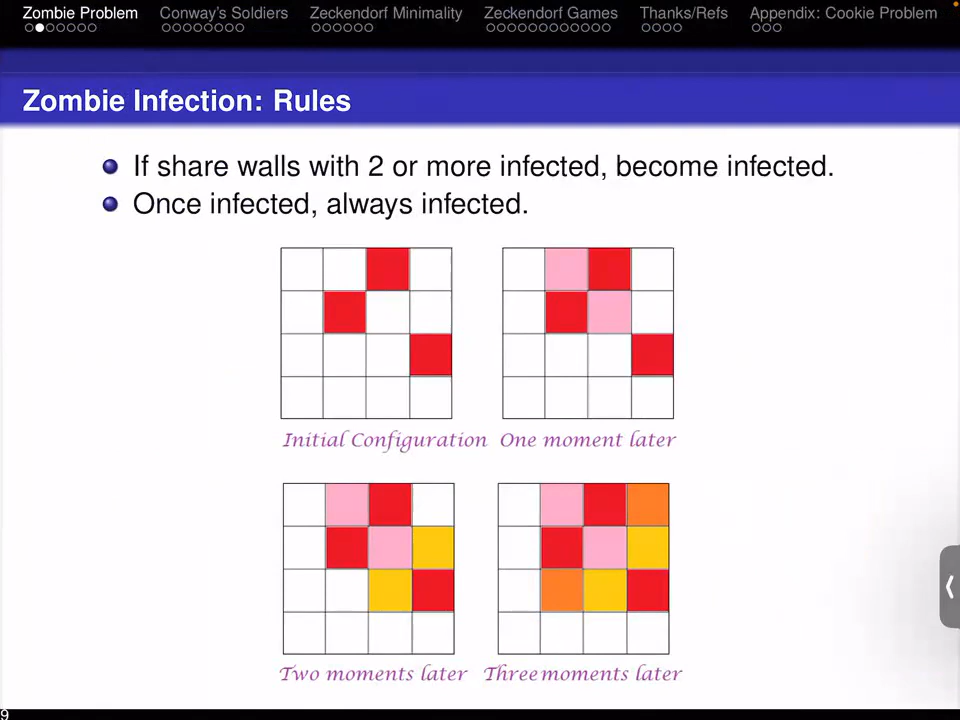 Zombie Problem Conway's Soldiers Zeckendorf Minimality Zeckendorf Games Thanks/Refs Appendix: Cookie Problem
Zombie Infection: Rules
If share walls with 2 or more infected, become infected.
Once infected, always infected.
Initial Configuration One moment later
Two moments later Three moments later
9